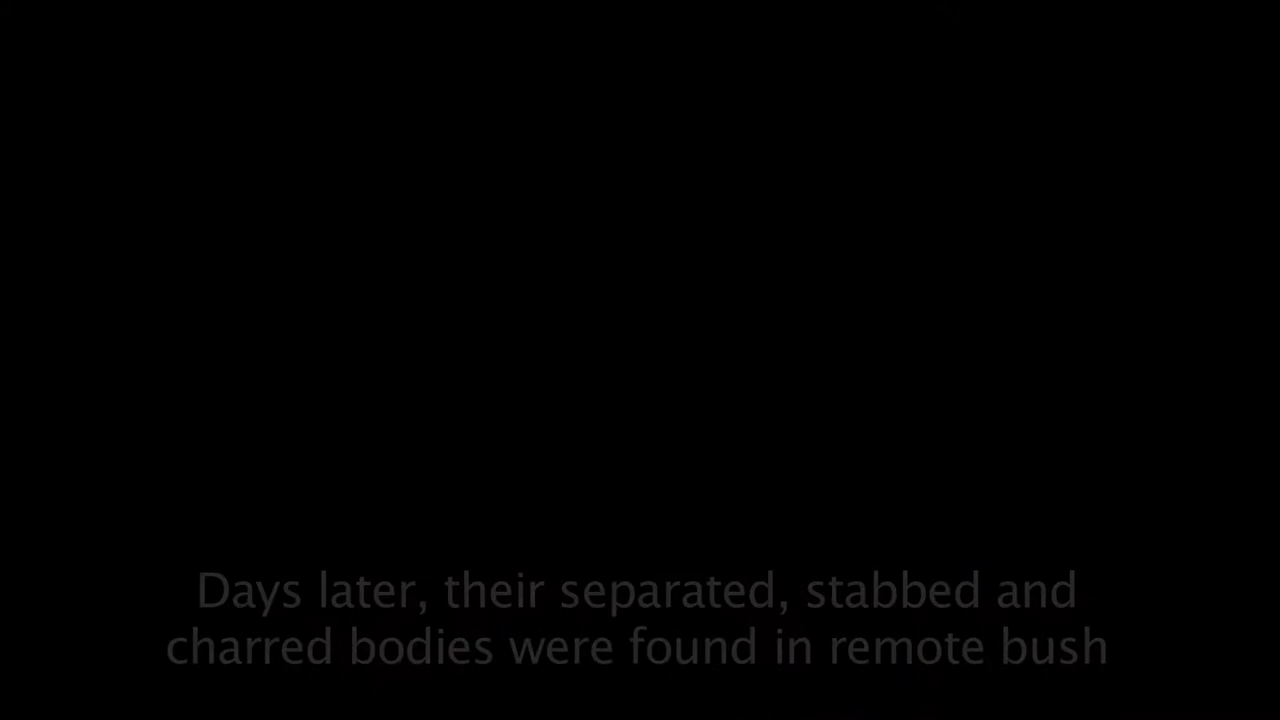 Days later, their separated, stabbed and
charred bodies were found in remote bush